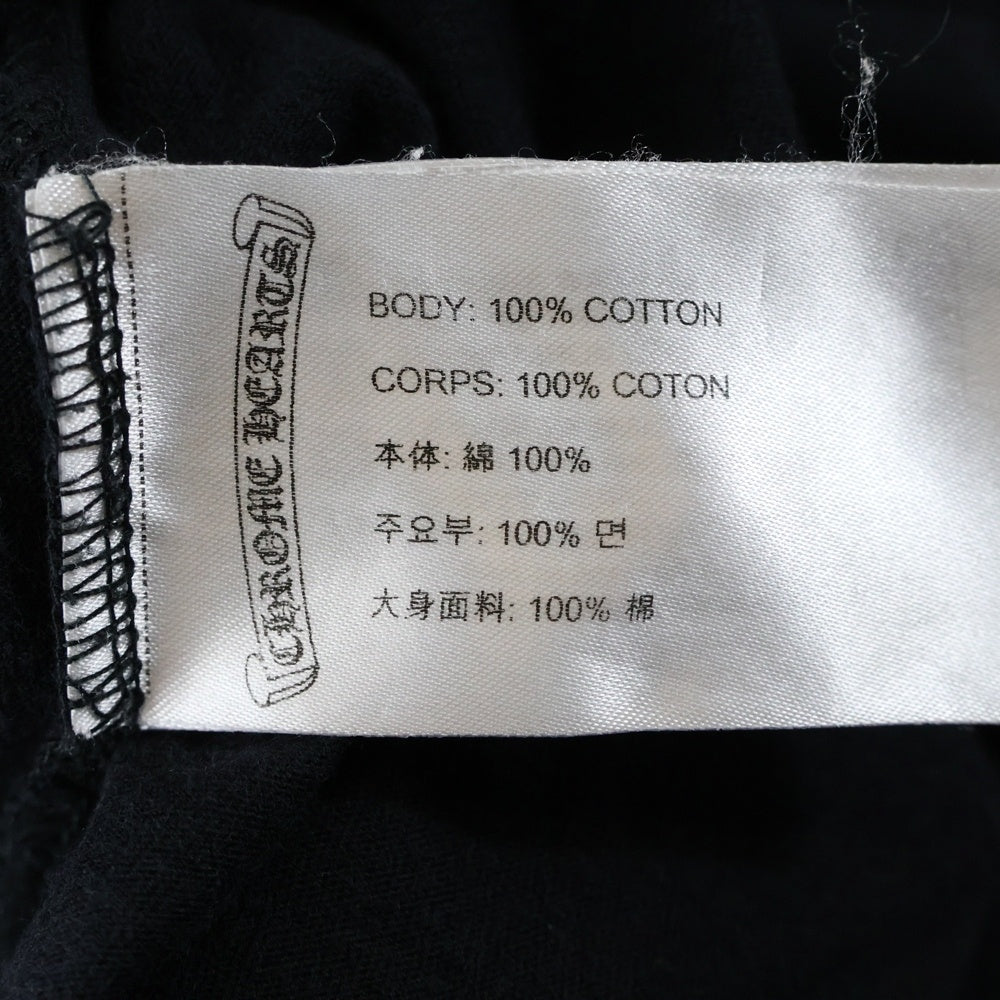 CHROME HEARTS
BODY: 100% COTTON
CORPS: 100% COTON
本体: 綿 100%
주요부: 100% 면
大身面料: 100% 棉